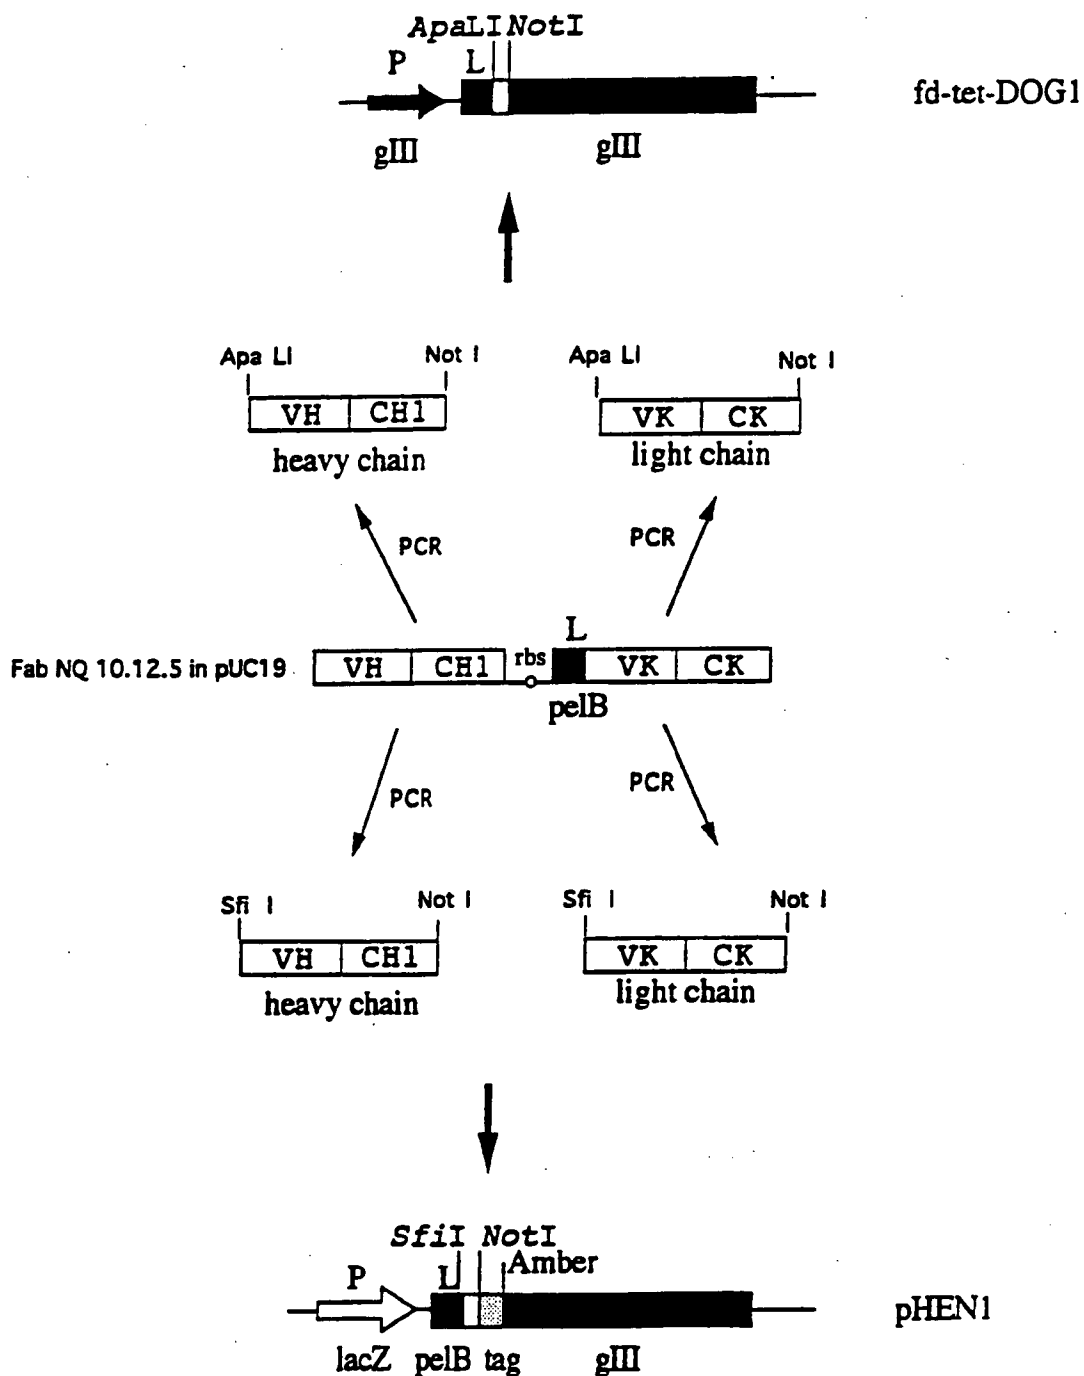 ApaLI NotI
P L
fd-tet-DOG1
gIII gIII
Apa LI Not I
VH CH1
heavy chain
Apa LI Not I
VK CK
light chain
PCR
PCR
Fab NQ 10.12.5 in pUC19
VH CH1 rbs L VK CK
pelB
PCR
PCR
Sfi I Not I
VH CH1
heavy chain
Sfi I Not I
VK CK
light chain
SfiI NotI
Amber
P L
pHEN1
lacZ pelB tag gIII